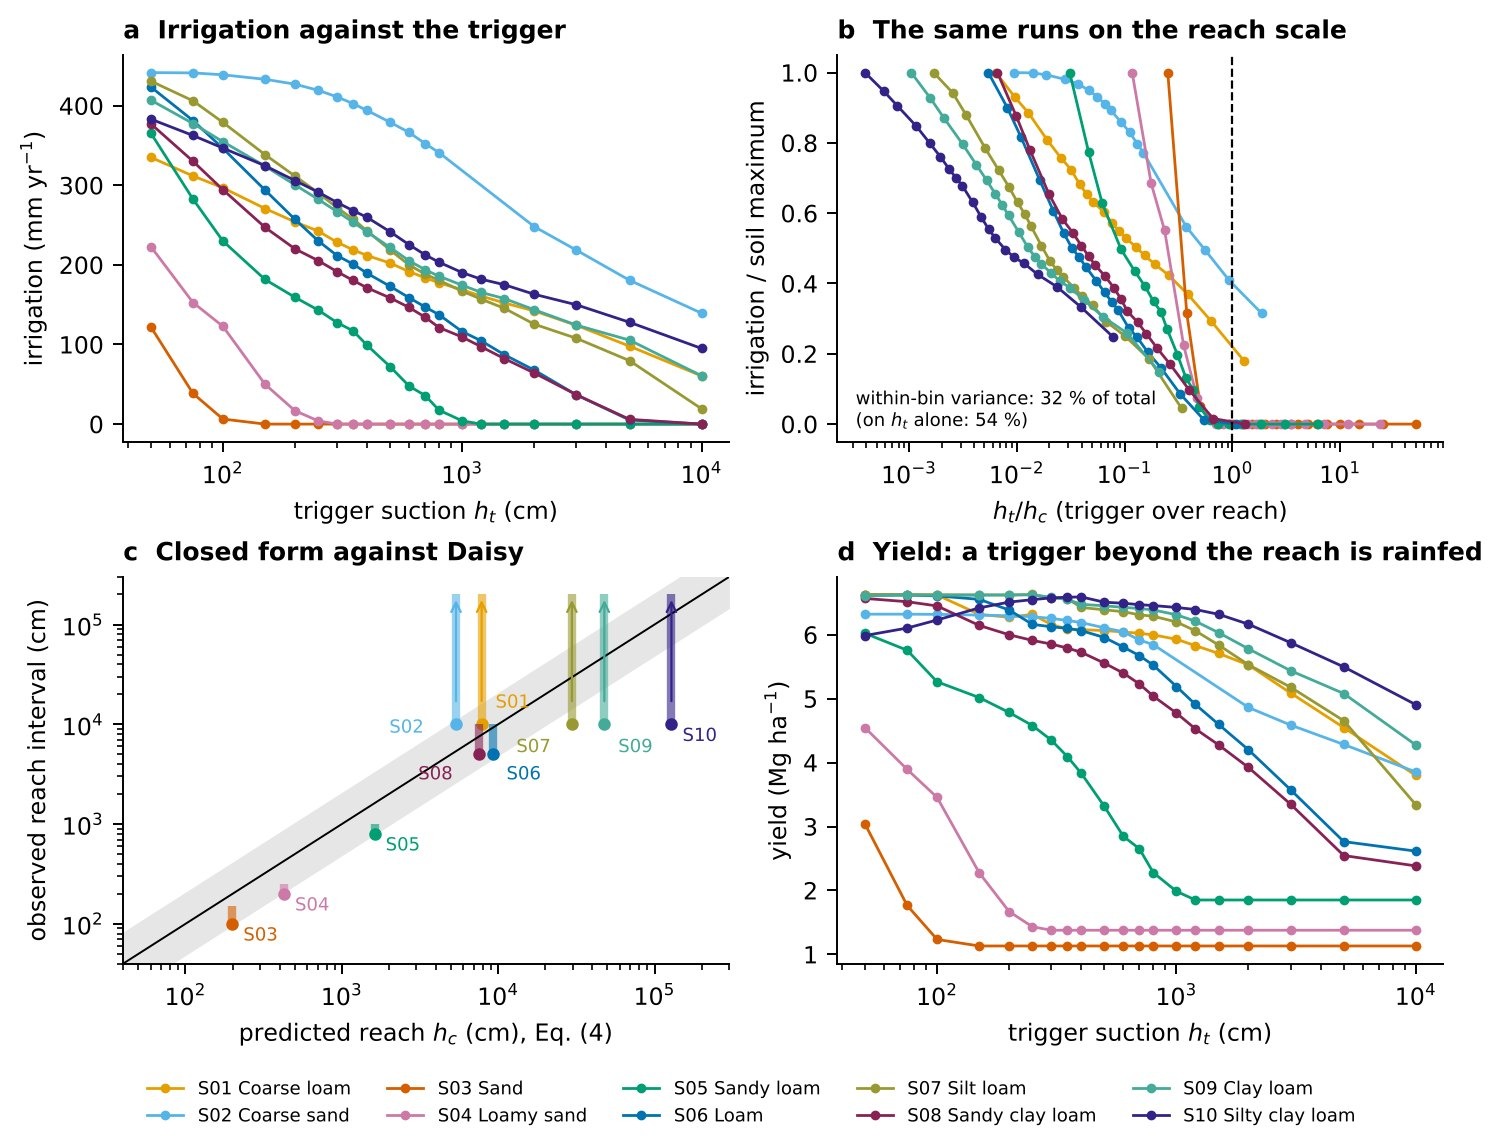 a Irrigation against the trigger
irrigation (mm yr⁻¹)
400
300
200
100
0
10² 10³ 10⁴
trigger suction hₜ (cm)
b The same runs on the reach scale
irrigation / soil maximum
1.0
0.8
0.6
0.4
0.2
0.0
within-bin variance: 32 % of total
(on hₜ alone: 54 %)
10⁻³ 10⁻² 10⁻¹ 10⁰ 10¹
hₜ/h_c (trigger over reach)
c Closed form against Daisy
observed reach interval (cm)
10⁵
10⁴
10³
10²
S01
S02
S07
S09
S10
S08
S06
S05
S04
S03
10² 10³ 10⁴ 10⁵
predicted reach h_c (cm), Eq. (4)
d Yield: a trigger beyond the reach is rainfed
yield (Mg ha⁻¹)
6
5
4
3
2
1
10² 10³ 10⁴
trigger suction hₜ (cm)
S01 Coarse loam S03 Sand S05 Sandy loam S07 Silt loam S09 Clay loam
S02 Coarse sand S04 Loamy sand S06 Loam S08 Sandy clay loam S10 Silty clay loam